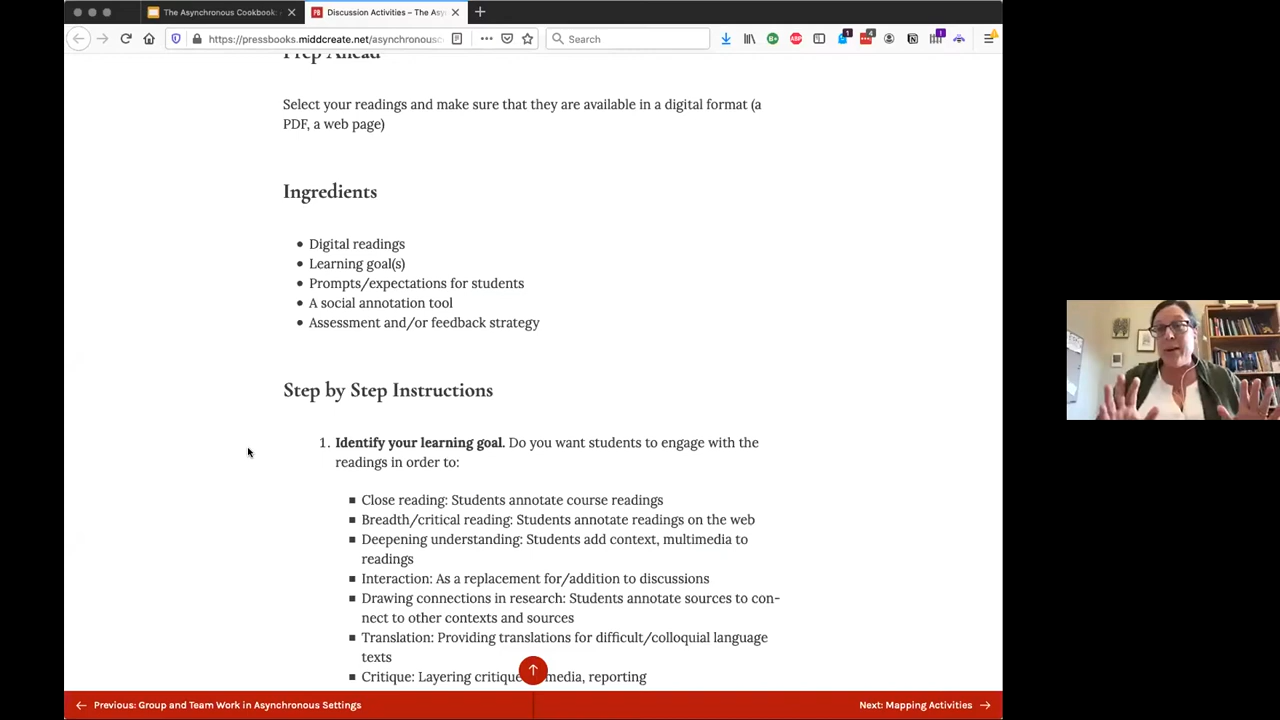 The Asynchronous Cookbook:
Discussion Activities – The Asy
https://pressbooks.middcreate.net/asynchronousc
Search
1
4
1
Prep Ahead
Select your readings and make sure that they are available in a digital format (a
PDF, a web page)
Ingredients
• Digital readings
• Learning goal(s)
• Prompts/expectations for students
• A social annotation tool
• Assessment and/or feedback strategy
Step by Step Instructions
1. Identify your learning goal. Do you want students to engage with the
readings in order to:
▪ Close reading: Students annotate course readings
▪ Breadth/critical reading: Students annotate readings on the web
▪ Deepening understanding: Students add context, multimedia to
readings
▪ Interaction: As a replacement for/addition to discussions
▪ Drawing connections in research: Students annotate sources to con-
nect to other contexts and sources
▪ Translation: Providing translations for difficult/colloquial language
texts
▪ Critique: Layering critique media, reporting
← Previous: Group and Team Work in Asynchronous Settings
Next: Mapping Activities →